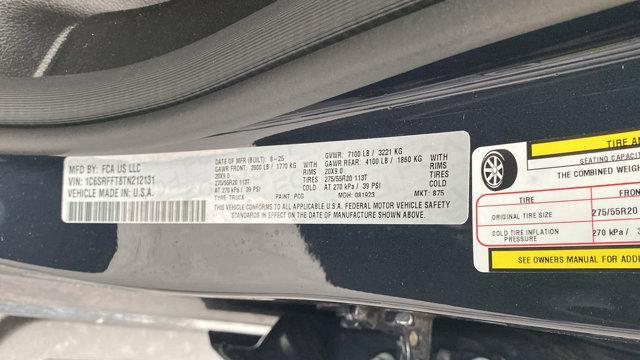 MFD BY: FCA US LLC
VIN: 1C6SRFFT8TN212131
VEHICLE MADE IN U.S.A.
DATE OF MFR (BUILT): 8-25
GAWR FRONT: 3900 LB / 1770 KG
20X9.0
275/55R20 113T
AT 270 kPa / 39 PSI
TYPE: TRUCK
WITH
RIMS
TIRES
PAINT: PCG
GVWR: 7100 LB / 3221 KG
GAWR REAR: 4100 LB / 1860 KG
20X9.0
275/55R20 113T
AT 270 kPa / 39 PSI
MDH: 081923
WITH
RIMS
TIRES
MKT: 875
THIS VEHICLE CONFORMS TO ALL APPLICABLE U.S.A. FEDERAL MOTOR VEHICLE SAFETY
STANDARDS IN EFFECT ON THE DATE OF MANUFACTURE SHOWN ABOVE.
TIRE AN
SEATING CAPACITY
THE COMBINED WEIGH
TIRE
FRON
ORIGINAL TIRE SIZE
275/55R20
COLD TIRE INFLATION
PRESSURE
270 kPa / 3
SEE OWNERS MANUAL FOR ADDI